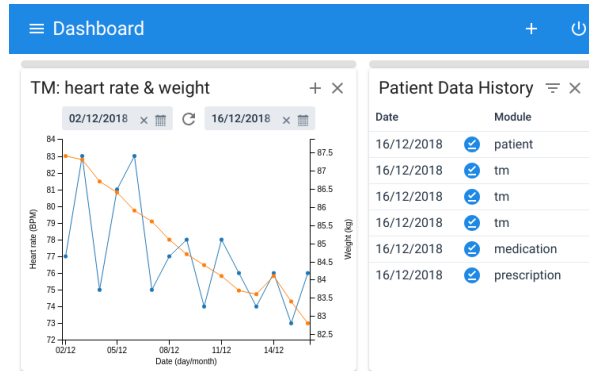 Dashboard
TM: heart rate & weight
02/12/2018
16/12/2018
84
83
82
81
80
79
78
77
76
75
74
73
72
Heart rate (BPM)
87.5
87
86.5
86
85.5
85
84.5
84
83.5
83
82.5
Weight (kg)
02/12 05/12 08/12 11/12 14/12
Date (day/month)
Patient Data History
Date Module
16/12/2018 patient
16/12/2018 tm
16/12/2018 tm
16/12/2018 tm
16/12/2018 medication
16/12/2018 prescription